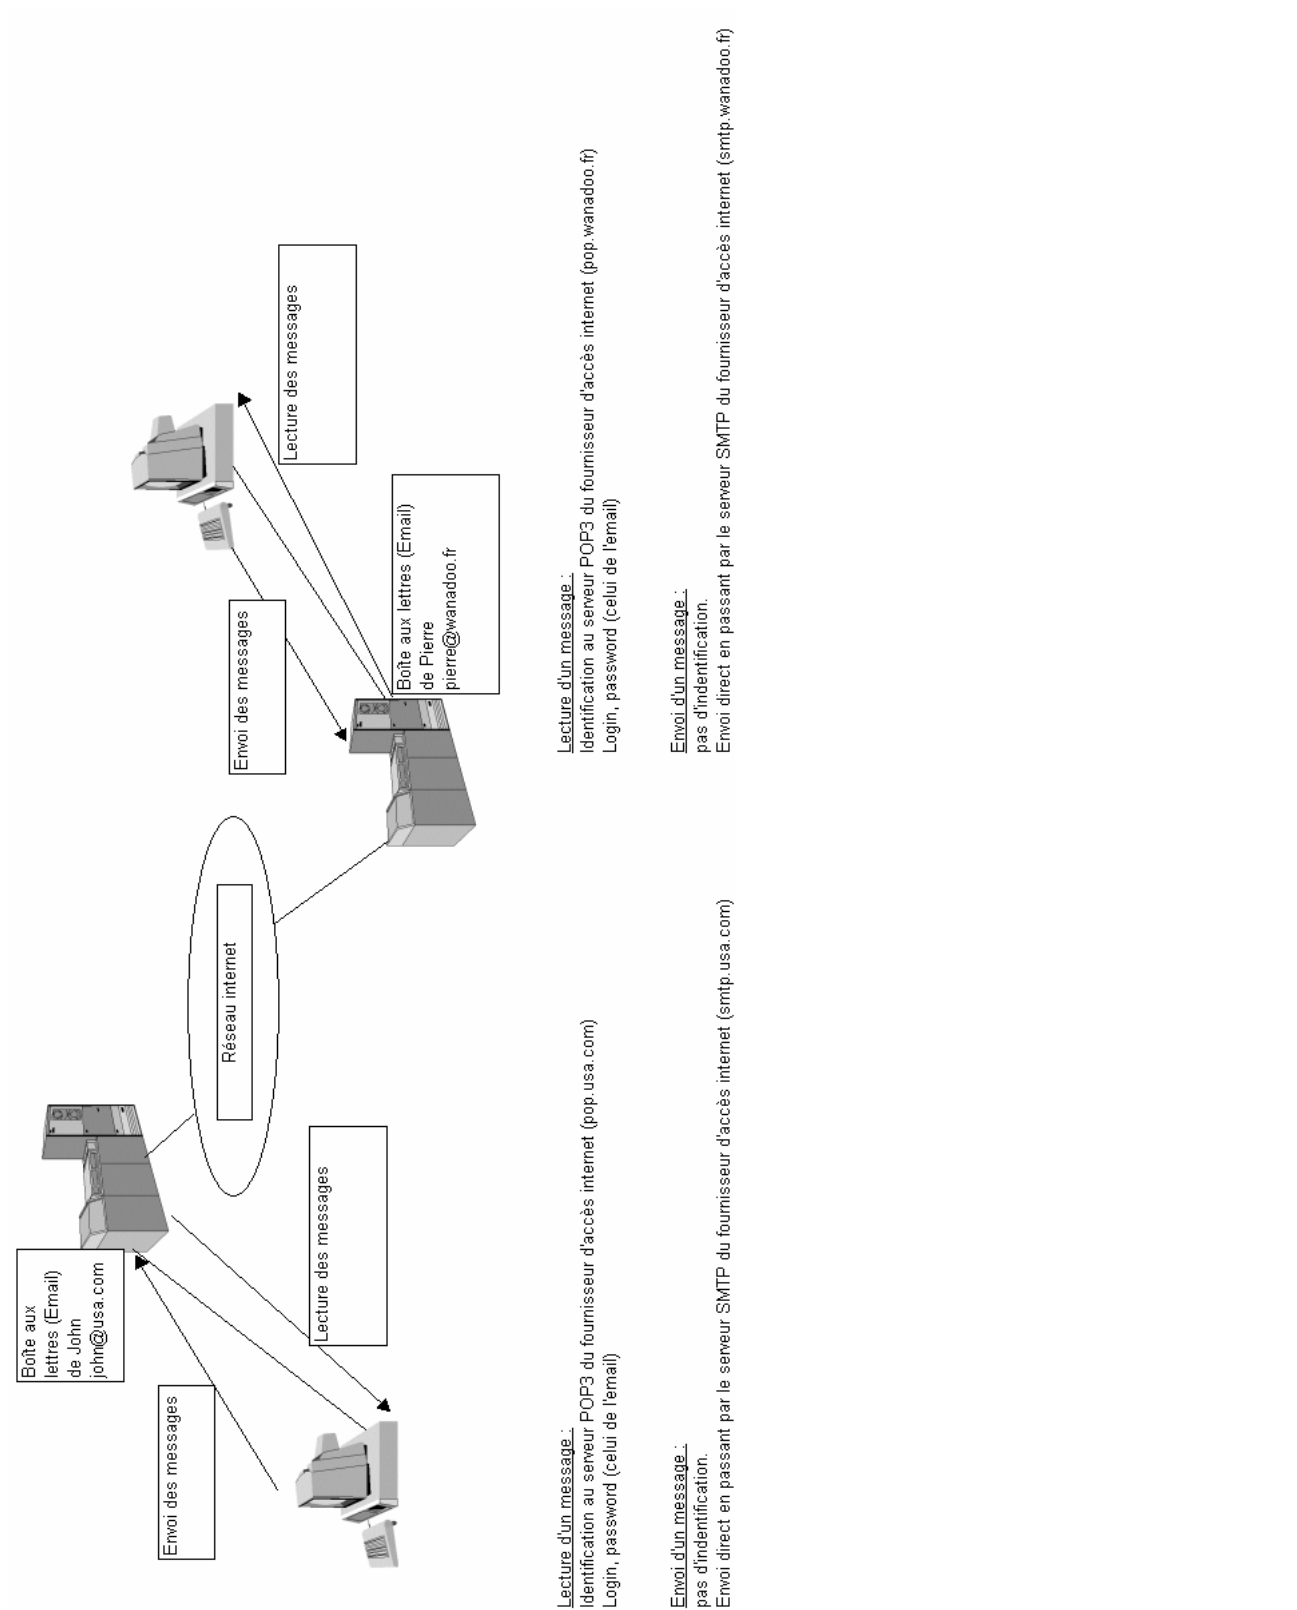 Boîte aux
lettres (Email)
de John
john@usa.com
Envoi des messages
Lecture des messages
Réseau internet
Envoi des messages
Lecture des messages
Boîte aux lettres (Email)
de Pierre
pierre@wanadoo.fr
Lecture d'un message :
Identification au serveur POP3 du fournisseur d'accès internet (pop.usa.com)
Login, password (celui de l'email)
Envoi d'un message :
pas d'indentification.
Envoi direct en passant par le serveur SMTP du fournisseur d'accès internet (smtp.usa.com)
Lecture d'un message :
Identification au serveur POP3 du fournisseur d'accès internet (pop.wanadoo.fr)
Login, password (celui de l'email)
Envoi d'un message :
pas d'indentification.
Envoi direct en passant par le serveur SMTP du fournisseur d'accès internet (smtp.wanadoo.fr)